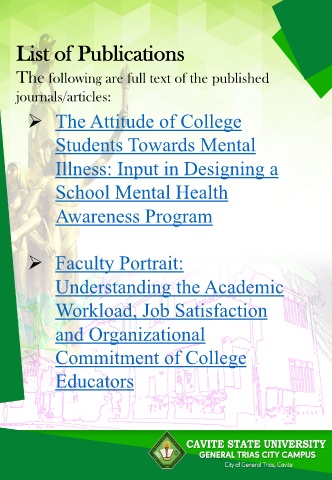 List of Publications
The following are full text of the published
journals/articles:
➢ The Attitude of College
Students Towards Mental
Illness: Input in Designing a
School Mental Health
Awareness Program
➢ Faculty Portrait:
Understanding the Academic
Workload, Job Satisfaction
and Organizational
Commitment of College
Educators
CAVITE STATE UNIVERSITY
GENERAL TRIAS CITY CAMPUS
City of General Trias, Cavite